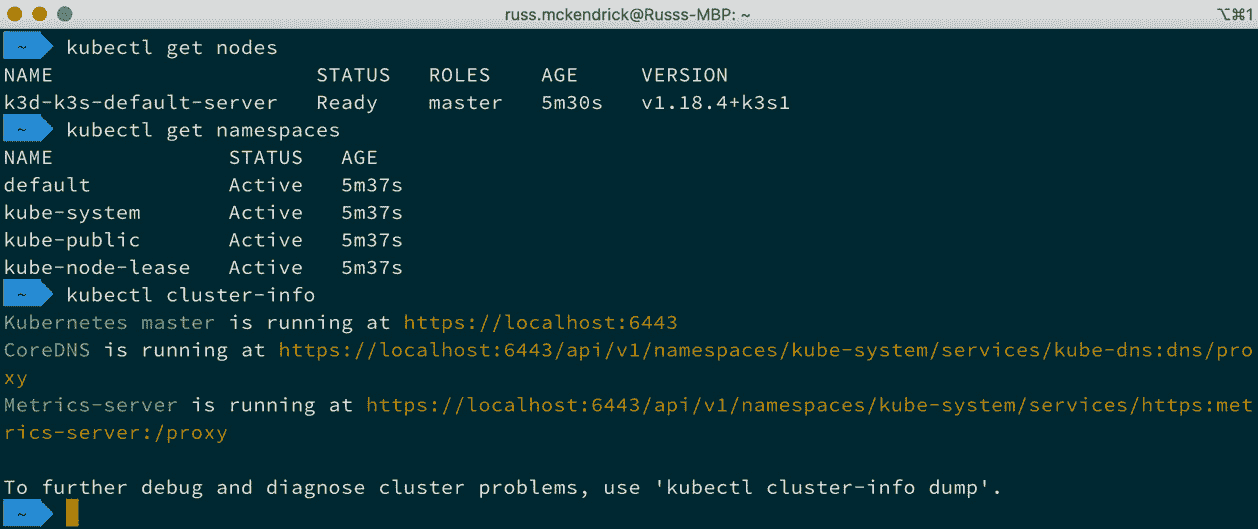 russ.mckendrick@Russs-MBP: ~ ⌥⌘1
~ kubectl get nodes
NAME STATUS ROLES AGE VERSION
k3d-k3s-default-server Ready master 5m30s v1.18.4+k3s1
~ kubectl get namespaces
NAME STATUS AGE
default Active 5m37s
kube-system Active 5m37s
kube-public Active 5m37s
kube-node-lease Active 5m37s
~ kubectl cluster-info
Kubernetes master is running at https://localhost:6443
CoreDNS is running at https://localhost:6443/api/v1/namespaces/kube-system/services/kube-dns:dns/pro
xy
Metrics-server is running at https://localhost:6443/api/v1/namespaces/kube-system/services/https:met
rics-server:/proxy
To further debug and diagnose cluster problems, use 'kubectl cluster-info dump'.
~